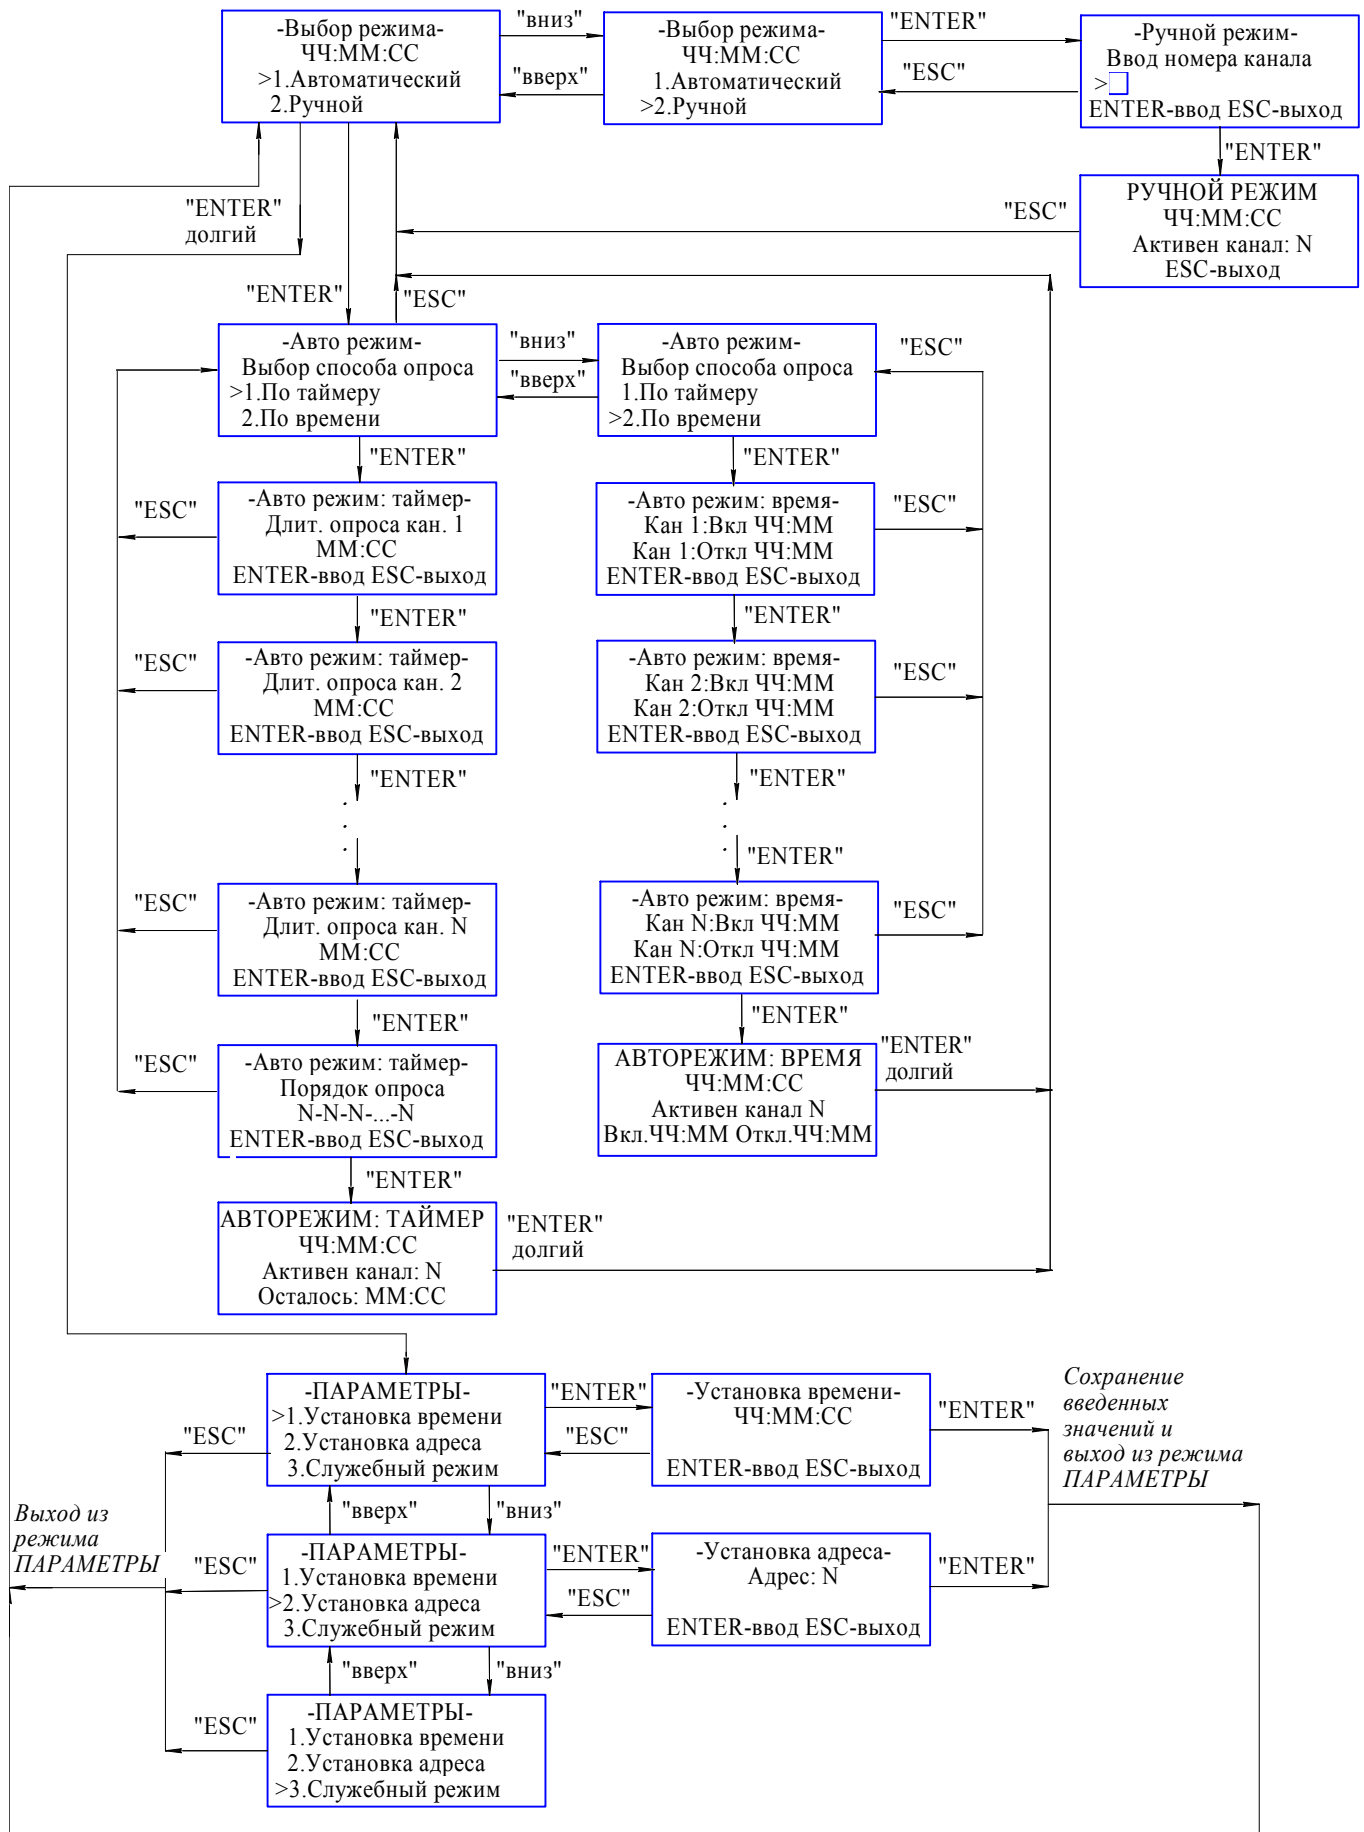 -Выбор режима-
ЧЧ:ММ:СС
>1.Автоматический
2.Ручной
"вниз"
"вверх"
-Выбор режима-
ЧЧ:ММ:СС
1.Автоматический
>2.Ручной
"ENTER"
"ESC"
-Ручной режим-
Ввод номера канала
>
ENTER-ввод ESC-выход
"ENTER"
РУЧНОЙ РЕЖИМ
ЧЧ:ММ:СС
Активен канал: N
ESC-выход
"ESC"
"ENTER"
долгий
"ENTER"
"ESC"
-Авто режим-
Выбор способа опроса
>1.По таймеру
2.По времени
"вниз"
"вверх"
-Авто режим-
Выбор способа опроса
1.По таймеру
>2.По времени
"ESC"
"ENTER"
"ENTER"
"ESC"
-Авто режим: таймер-
Длит. опроса кан. 1
ММ:СС
ENTER-ввод ESC-выход
-Авто режим: время-
Кан 1:Вкл ЧЧ:ММ
Кан 1:Откл ЧЧ:ММ
ENTER-ввод ESC-выход
"ESC"
"ENTER"
"ENTER"
"ESC"
-Авто режим: таймер-
Длит. опроса кан. 2
ММ:СС
ENTER-ввод ESC-выход
-Авто режим: время-
Кан 2:Вкл ЧЧ:ММ
Кан 2:Откл ЧЧ:ММ
ENTER-ввод ESC-выход
"ESC"
"ENTER"
"ENTER"
. . .
. . .
"ENTER"
"ESC"
-Авто режим: таймер-
Длит. опроса кан. N
ММ:СС
ENTER-ввод ESC-выход
-Авто режим: время-
Кан N:Вкл ЧЧ:ММ
Кан N:Откл ЧЧ:ММ
ENTER-ввод ESC-выход
"ESC"
"ENTER"
"ENTER"
"ESC"
-Авто режим: таймер-
Порядок опроса
N-N-N-...-N
ENTER-ввод ESC-выход
АВТОРЕЖИМ: ВРЕМЯ
ЧЧ:ММ:СС
Активен канал N
Вкл.ЧЧ:ММ Откл.ЧЧ:ММ
"ENTER"
долгий
"ENTER"
АВТОРЕЖИМ: ТАЙМЕР
ЧЧ:ММ:СС
Активен канал: N
Осталось: ММ:СС
"ENTER"
долгий
-ПАРАМЕТРЫ-
>1.Установка времени
2.Установка адреса
3.Служебный режим
"ESC"
"ENTER"
"ESC"
-Установка времени-
ЧЧ:ММ:СС
ENTER-ввод ESC-выход
"ENTER"
Сохранение
введенных
значений и
выход из режима
ПАРАМЕТРЫ
"вверх"
"вниз"
Выход из
режима
ПАРАМЕТРЫ
"ESC"
-ПАРАМЕТРЫ-
1.Установка времени
>2.Установка адреса
3.Служебный режим
"ENTER"
"ESC"
-Установка адреса-
Адрес: N
ENTER-ввод ESC-выход
"ENTER"
"вверх"
"вниз"
"ESC"
-ПАРАМЕТРЫ-
1.Установка времени
2.Установка адреса
>3.Служебный режим